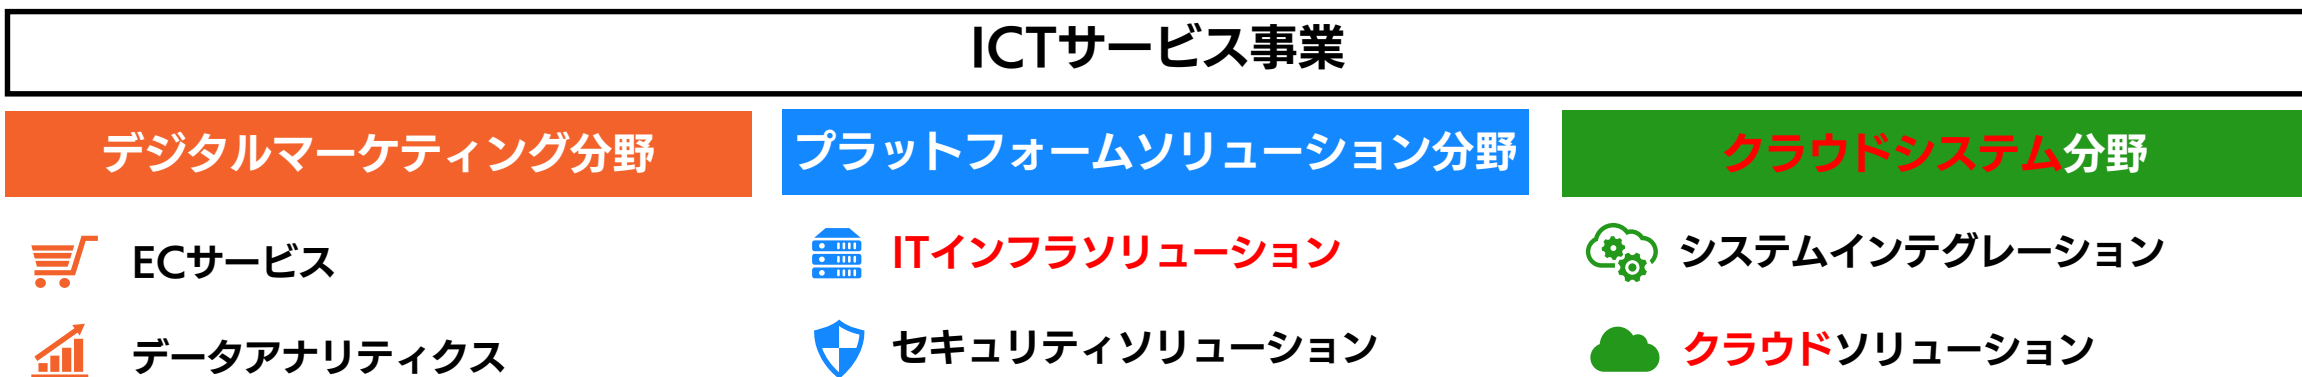 ICTサービス事業
デジタルマーケティング分野
ECサービス
データアナリティクス
プラットフォームソリューション分野
ITインフラソリューション
セキュリティソリューション
クラウドシステム分野
システムインテグレーション
クラウドソリューション